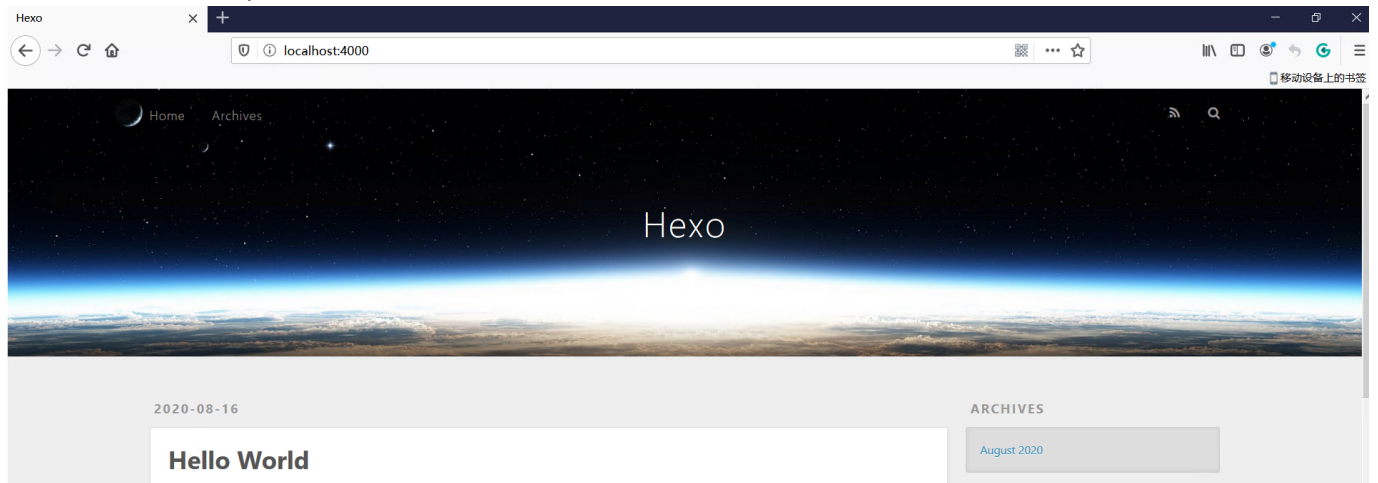 Hexo
localhost:4000
移动设备上的书签
Home Archives
Hexo
2020-08-16
ARCHIVES
Hello World
August 2020